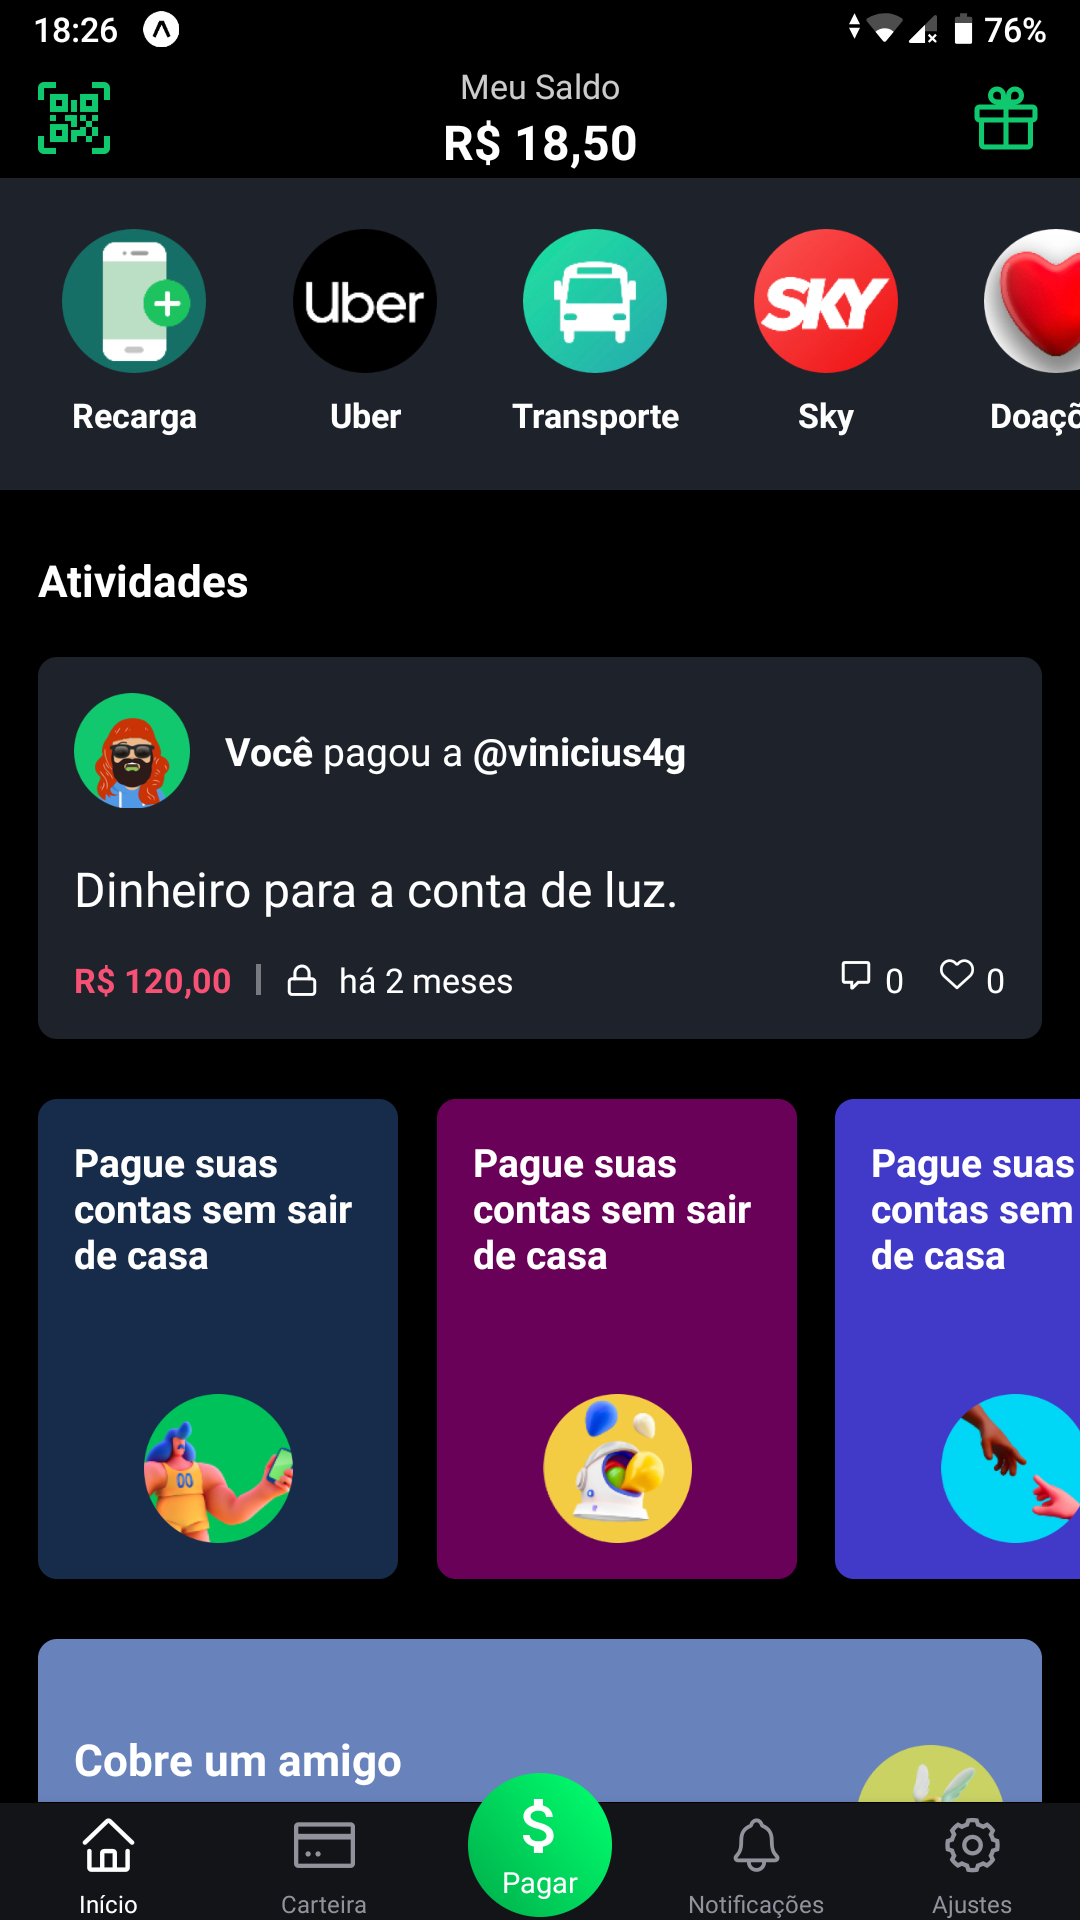 18:26
76%
Meu Saldo
R$ 18,50
Uber
SKY
Recarga
Uber
Transporte
Sky
Doaçõ
Atividades
Você pagou a @vinicius4g
Dinheiro para a conta de luz.
R$ 120,00 | há 2 meses
0
0
Pague suas
contas sem sair
de casa
00
Pague suas
contas sem sair
de casa
Pague suas
contas sem
de casa
Cobre um amigo
$
Pagar
Início
Carteira
Notificações
Ajustes